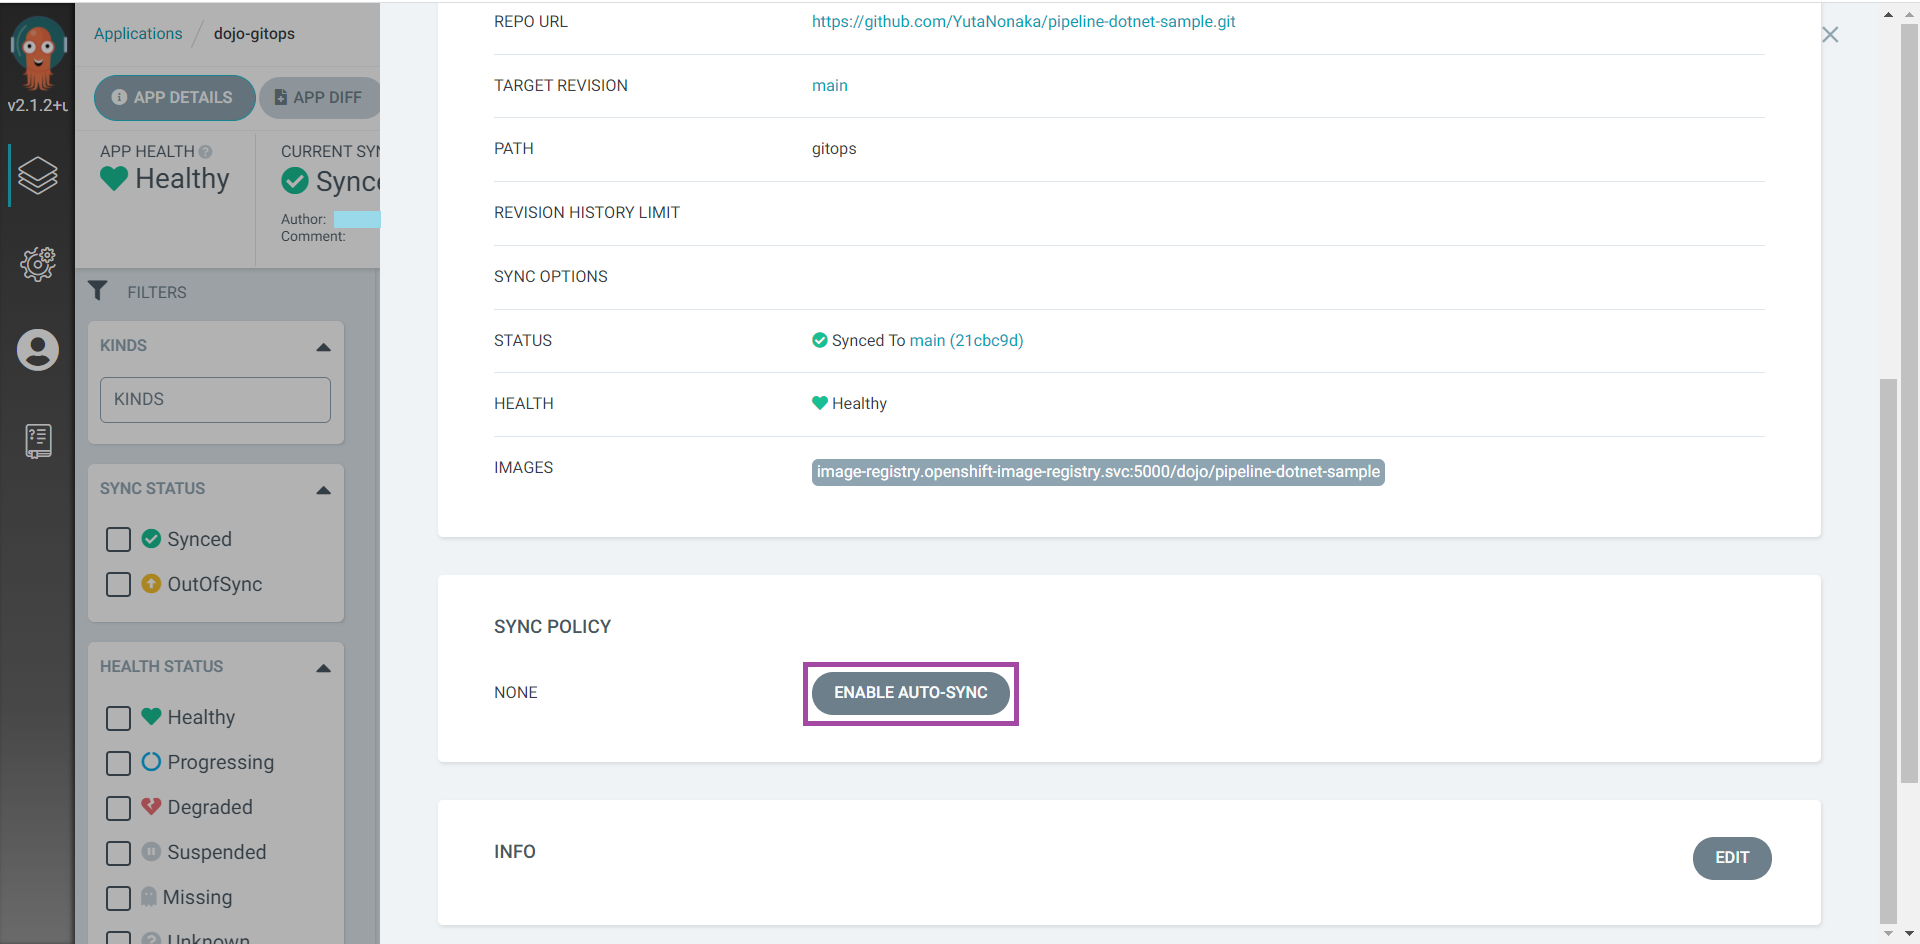 v2.1.2+u
Applications / dojo-gitops
APP DETAILS
APP DIFF
APP HEALTH
Healthy
CURRENT SYN
Sync
Author:
Comment:
FILTERS
KINDS
KINDS
SYNC STATUS
Synced
OutOfSync
HEALTH STATUS
Healthy
Progressing
Degraded
Suspended
Missing
Unknown
REPO URL https://github.com/YutaNonaka/pipeline-dotnet-sample.git
TARGET REVISION main
PATH gitops
REVISION HISTORY LIMIT
SYNC OPTIONS
STATUS Synced To main (21cbc9d)
HEALTH Healthy
IMAGES image-registry.openshift-image-registry.svc:5000/dojo/pipeline-dotnet-sample
SYNC POLICY
NONE ENABLE AUTO-SYNC
INFO EDIT